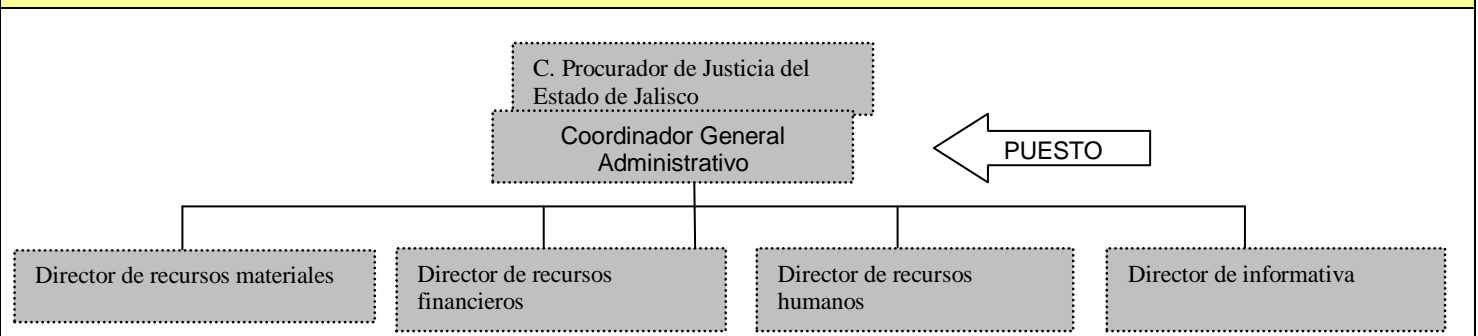 C. Procurador de Justicia del
Estado de Jalisco
Coordinador General
Administrativo
PUESTO
Director de recursos materiales
Director de recursos
financieros
Director de recursos
humanos
Director de informativa